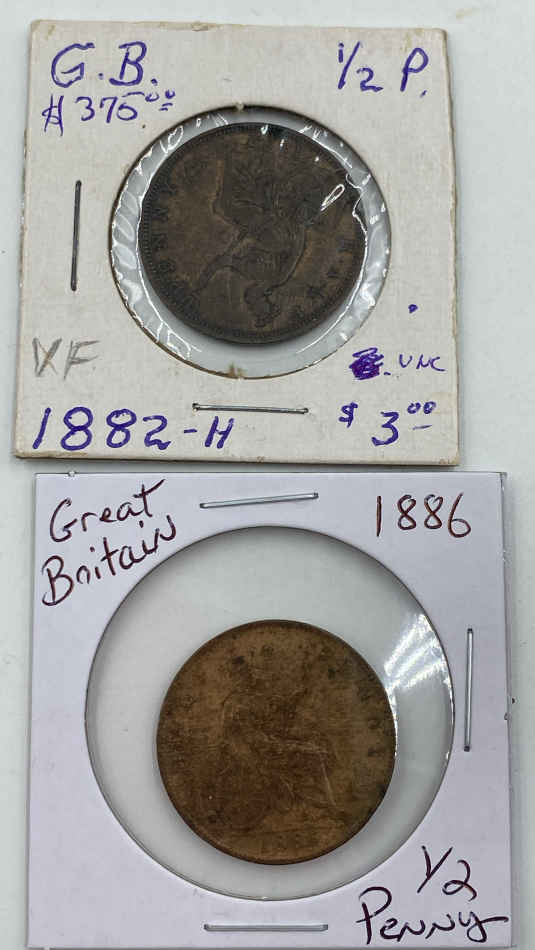 G.B. 1/2 P.
$375.00
XF
UNC
1882-H $3.00
Great
Britain
1886
1/2
Penny